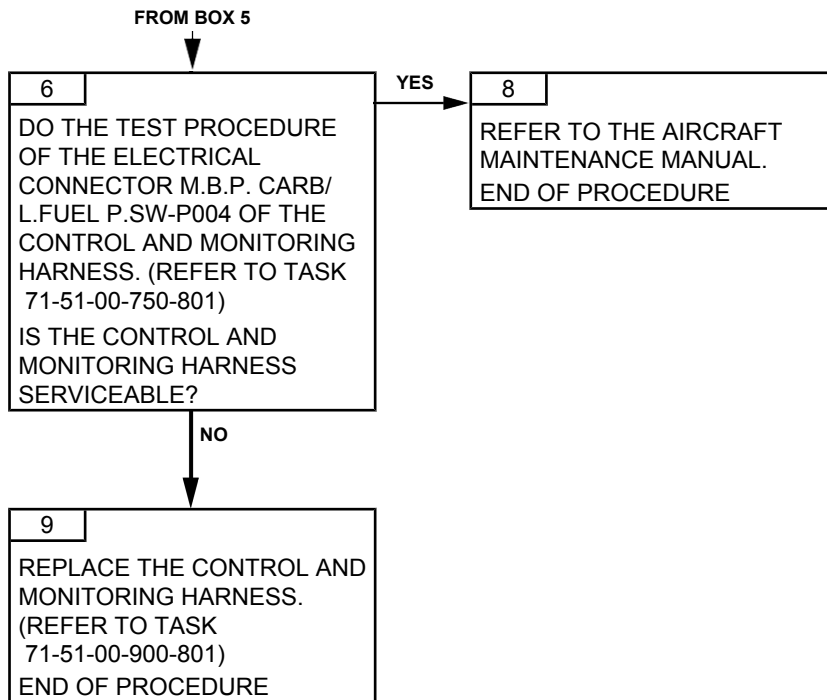 FROM BOX 5
6
DO THE TEST PROCEDURE
OF THE ELECTRICAL
CONNECTOR M.B.P. CARB/
L.FUEL P.SW-P004 OF THE
CONTROL AND MONITORING
HARNESS. (REFER TO TASK
71-51-00-750-801)
IS THE CONTROL AND
MONITORING HARNESS
SERVICEABLE?
YES
8
REFER TO THE AIRCRAFT
MAINTENANCE MANUAL.
END OF PROCEDURE
NO
9
REPLACE THE CONTROL AND
MONITORING HARNESS.
(REFER TO TASK
71-51-00-900-801)
END OF PROCEDURE